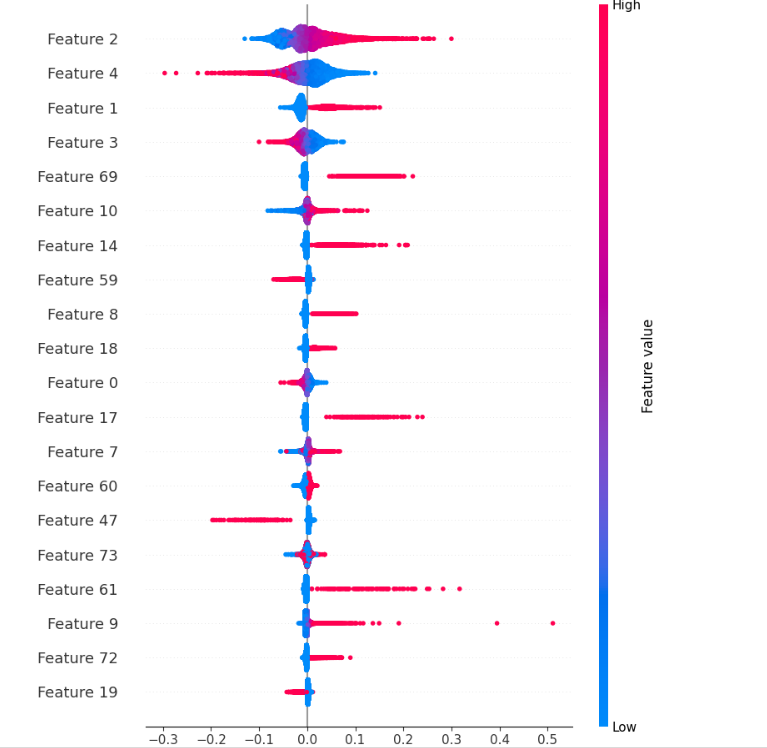 High
Feature 2
Feature 4
Feature 1
Feature 3
Feature 69
Feature 10
Feature 14
Feature 59
Feature 8
Feature 18
Feature 0
Feature 17
Feature 7
Feature 60
Feature 47
Feature 73
Feature 61
Feature 9
Feature 72
Feature 19
Feature value
Low
−0.3 −0.2 −0.1 0.0 0.1 0.2 0.3 0.4 0.5